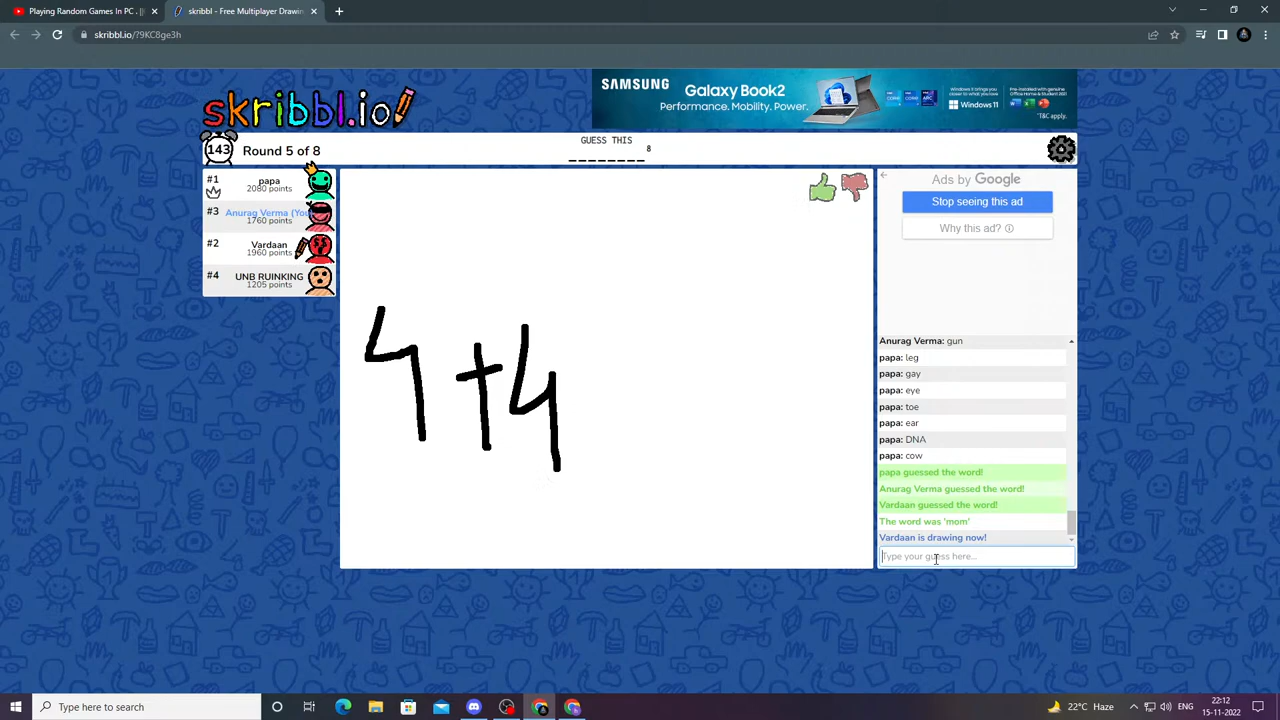 Playing Random Games In PC . [
skribbl - Free Multiplayer Drawing
skribbl.io/?9KC8ge3h
skribbl.io
SAMSUNG
Galaxy Book2
Performance. Mobility. Power.
Windows 11
*T&C apply.
143
Round 5 of 8
GUESS THIS
________ 8
#1
papa
2080 points
#3
Anurag Verma (You
1760 points
#2
Vardaan
1960 points
#4
UNB RUINKING
1205 points
4 + 4
Ads by Google
Stop seeing this ad
Why this ad?
Anurag Verma: gun
papa: leg
papa: gay
papa: eye
papa: toe
papa: ear
papa: DNA
papa: cow
papa guessed the word!
Anurag Verma guessed the word!
Vardaan guessed the word!
The word was 'mom'
Vardaan is drawing now!
Type your guess here...
Type here to search
22°C Haze
ENG
22:12
15-11-2022